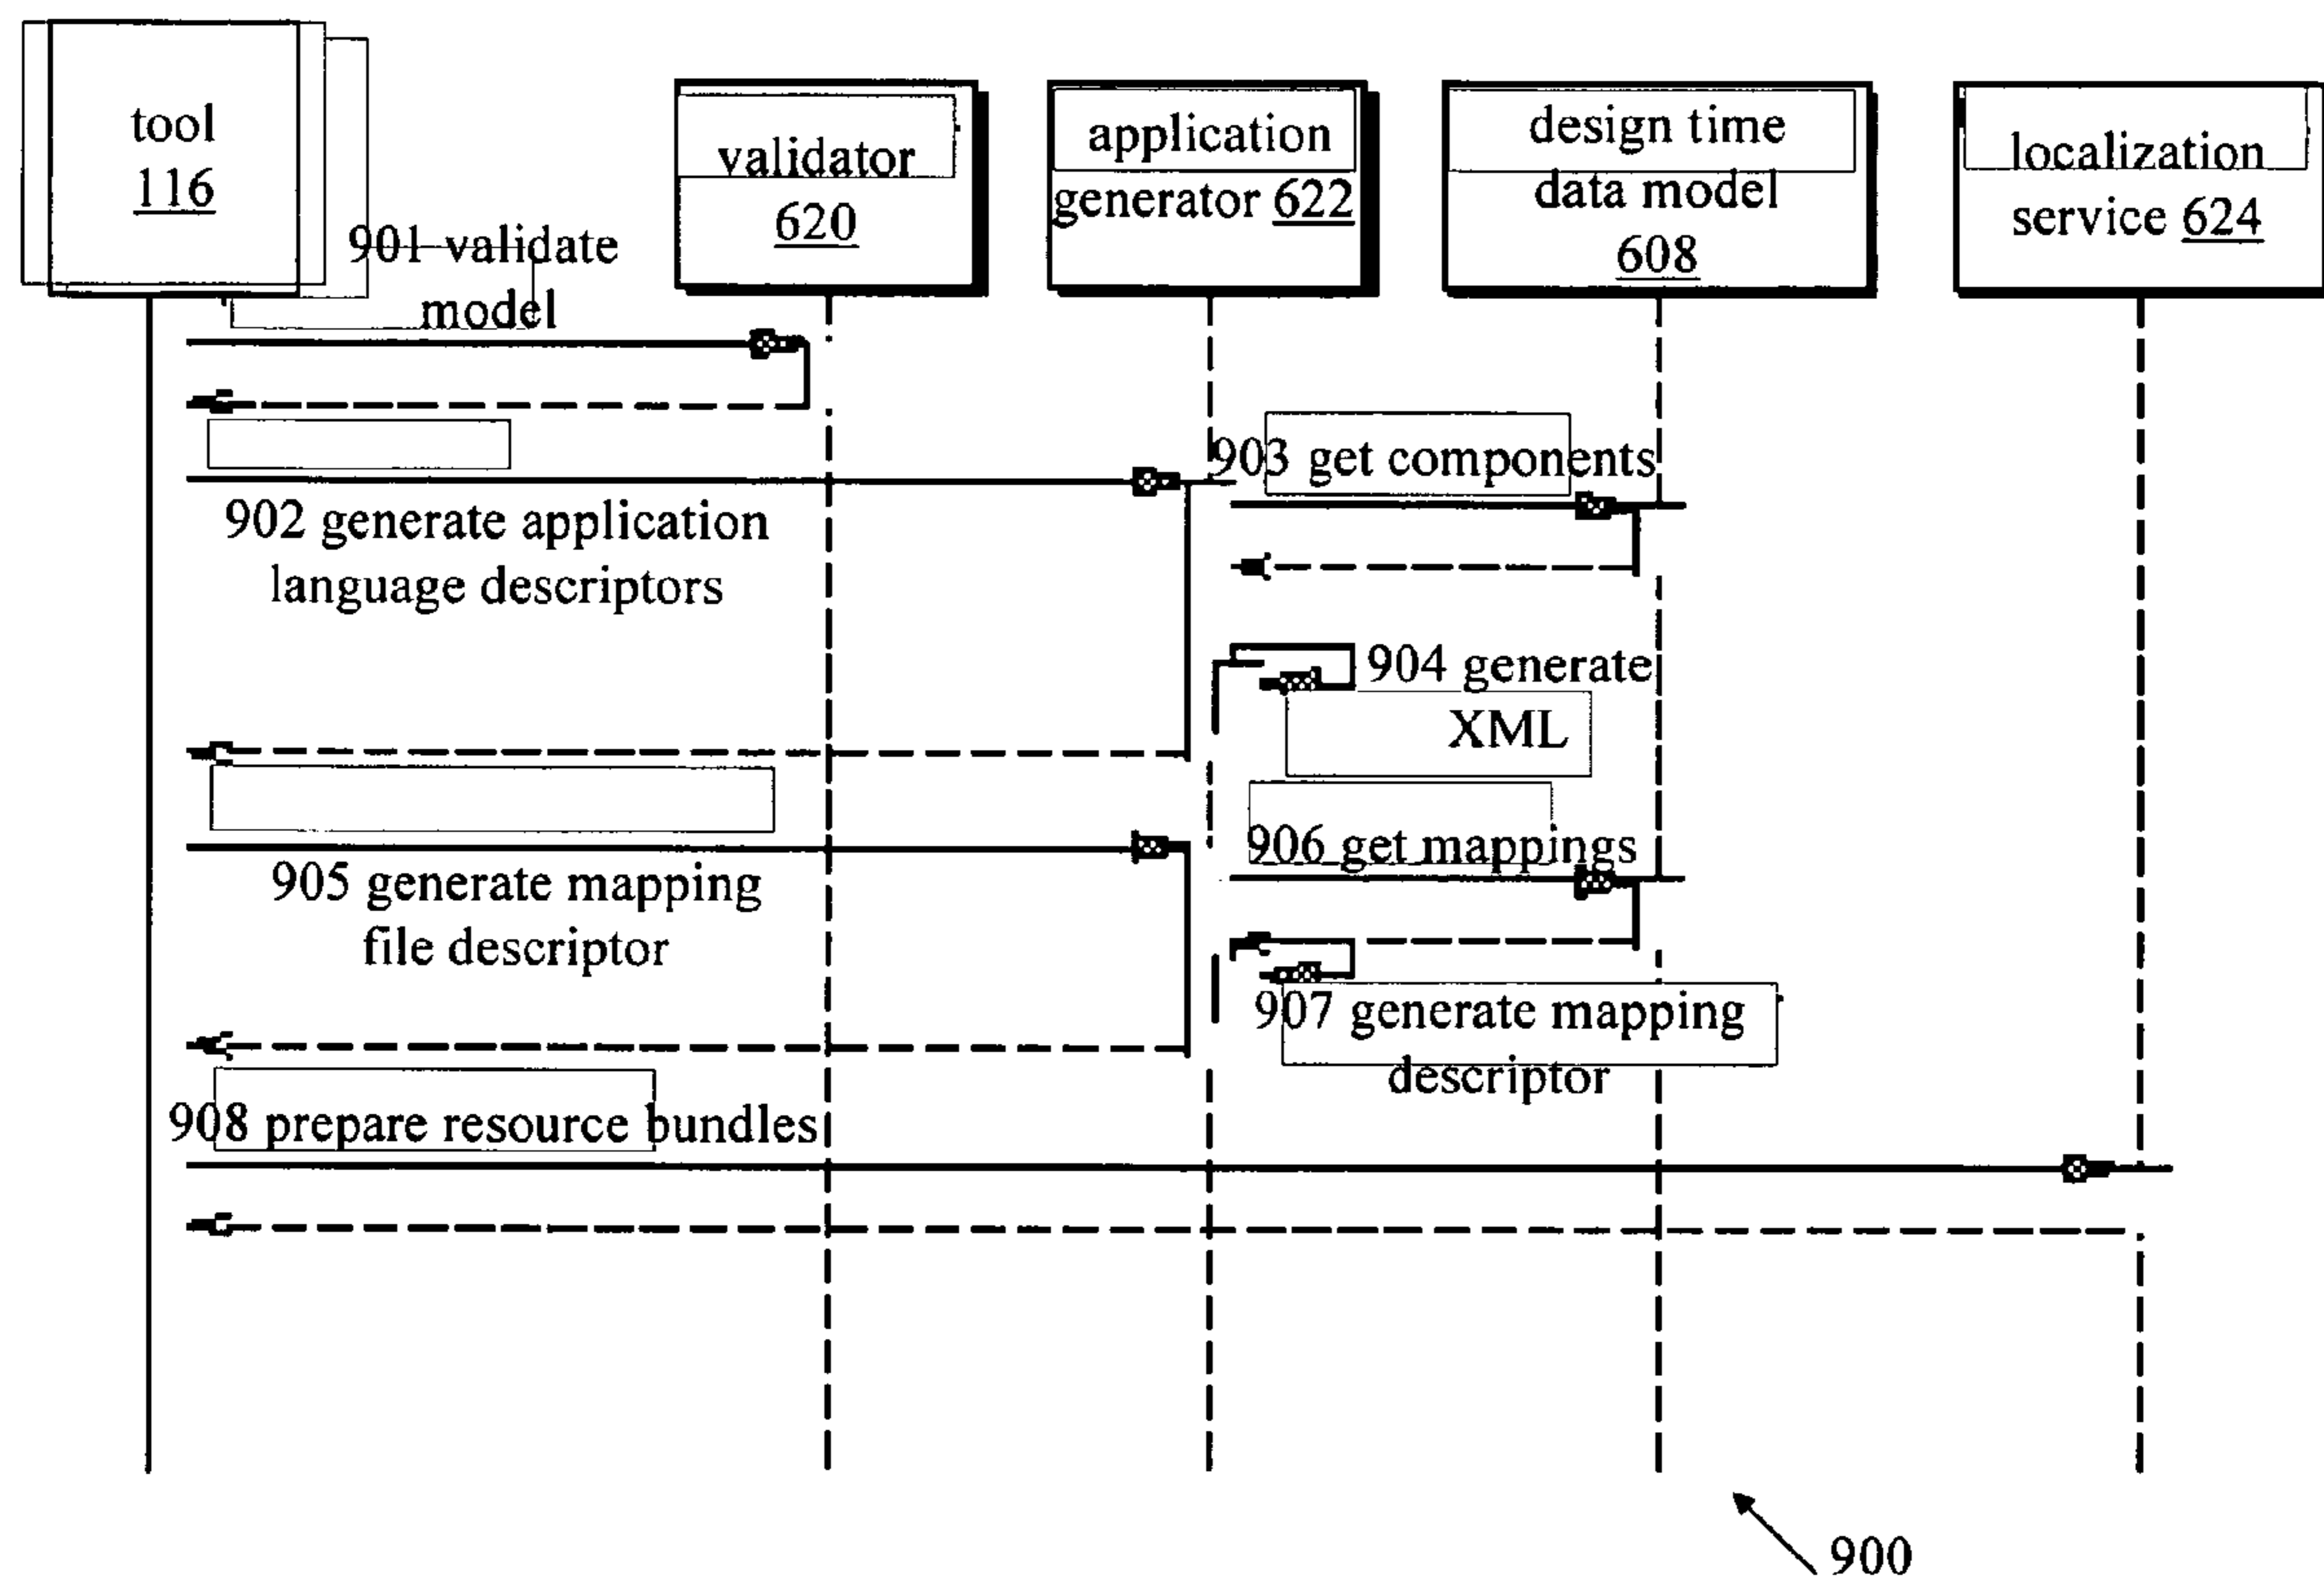 tool
116
validator
620
application
generator 622
design time
data model
608
localization
service 624
901 validate
model
903 get components
902 generate application
language descriptors
904 generate
XML
906 get mappings
905 generate mapping
file descriptor
907 generate mapping
descriptor
908 prepare resource bundles
900